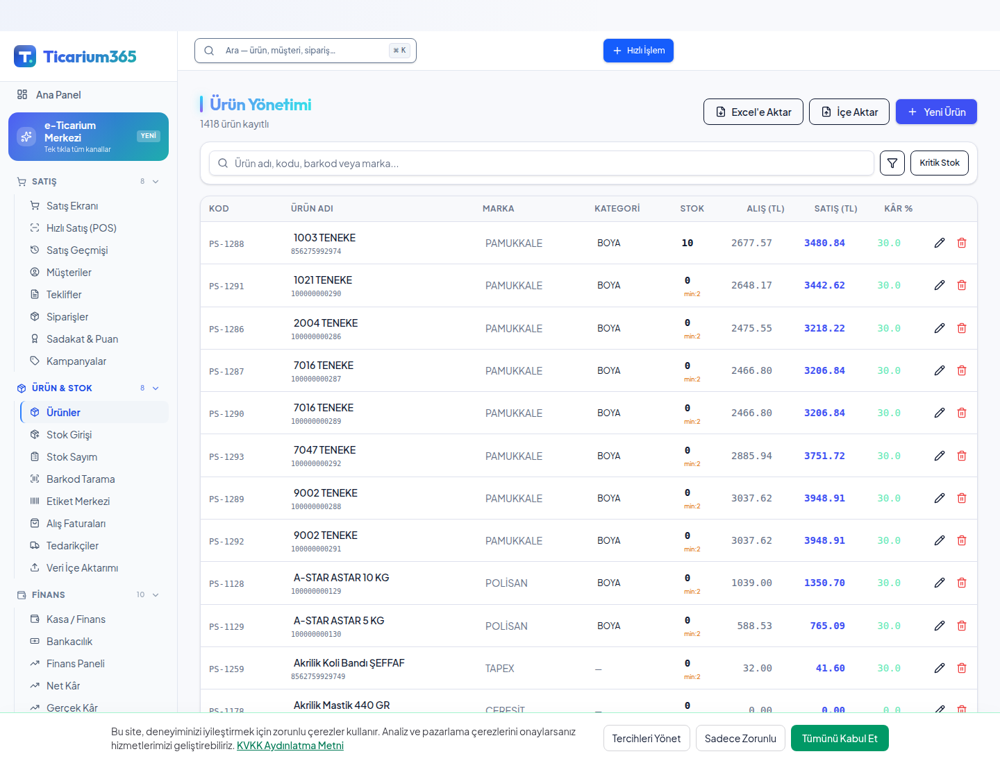 Ticarium365
Ara — ürün, müşteri, sipariş...
⌘ K
Hızlı İşlem
Ana Panel
e-Ticarium
Merkezi
Tek tıkla tüm kanallar
YENİ
SATIŞ 8
Satış Ekranı
Hızlı Satış (POS)
Satış Geçmişi
Müşteriler
Teklifler
Siparişler
Sadakat & Puan
Kampanyalar
ÜRÜN & STOK 8
Ürünler
Stok Girişi
Stok Sayım
Barkod Tarama
Etiket Merkezi
Alış Faturaları
Tedarikçiler
Veri İçe Aktarımı
FİNANS 10
Kasa / Finans
Bankacılık
Finans Paneli
Net Kâr
Gerçek Kâr
Ürün Yönetimi
1418 ürün kayıtlı
Excel'e Aktar
İçe Aktar
Yeni Ürün
Ürün adı, kodu, barkod veya marka...
Kritik Stok
KOD ÜRÜN ADI MARKA KATEGORİ STOK ALIŞ (TL) SATIŞ (TL) KÂR %
PS-1288 1003 TENEKE PAMUKKALE BOYA 10 2677.57 3480.84 30.0
856275992974
PS-1291 1021 TENEKE PAMUKKALE BOYA 0 2648.17 3442.62 30.0
100000000290 min:2
PS-1286 2004 TENEKE PAMUKKALE BOYA 0 2475.55 3218.22 30.0
100000000286 min:2
PS-1287 7016 TENEKE PAMUKKALE BOYA 0 2466.80 3206.84 30.0
100000000287 min:2
PS-1290 7016 TENEKE PAMUKKALE BOYA 0 2466.80 3206.84 30.0
100000000289 min:2
PS-1293 7047 TENEKE PAMUKKALE BOYA 0 2885.94 3751.72 30.0
100000000292 min:2
PS-1289 9002 TENEKE PAMUKKALE BOYA 0 3037.62 3948.91 30.0
100000000288 min:2
PS-1292 9002 TENEKE PAMUKKALE BOYA 0 3037.62 3948.91 30.0
100000000291 min:2
PS-1128 A-STAR ASTAR 10 KG POLİSAN BOYA 0 1039.00 1350.70 30.0
100000000129 min:2
PS-1129 A-STAR ASTAR 5 KG POLİSAN BOYA 0 588.53 765.09 30.0
100000000130 min:2
PS-1259 Akrilik Koli Bandı ŞEFFAF TAPEX — 0 32.00 41.60 30.0
8562759929749 min:2
PS-1178 Akrilik Mastik 440 GR CERESİT — 0 0.00 0.00 0.0
Bu site, deneyiminizi iyileştirmek için zorunlu çerezler kullanır. Analiz ve pazarlama çerezlerini onaylarsanız
hizmetlerimizi geliştirebiliriz. KVKK Aydınlatma Metni
Tercihleri Yönet
Sadece Zorunlu
Tümünü Kabul Et